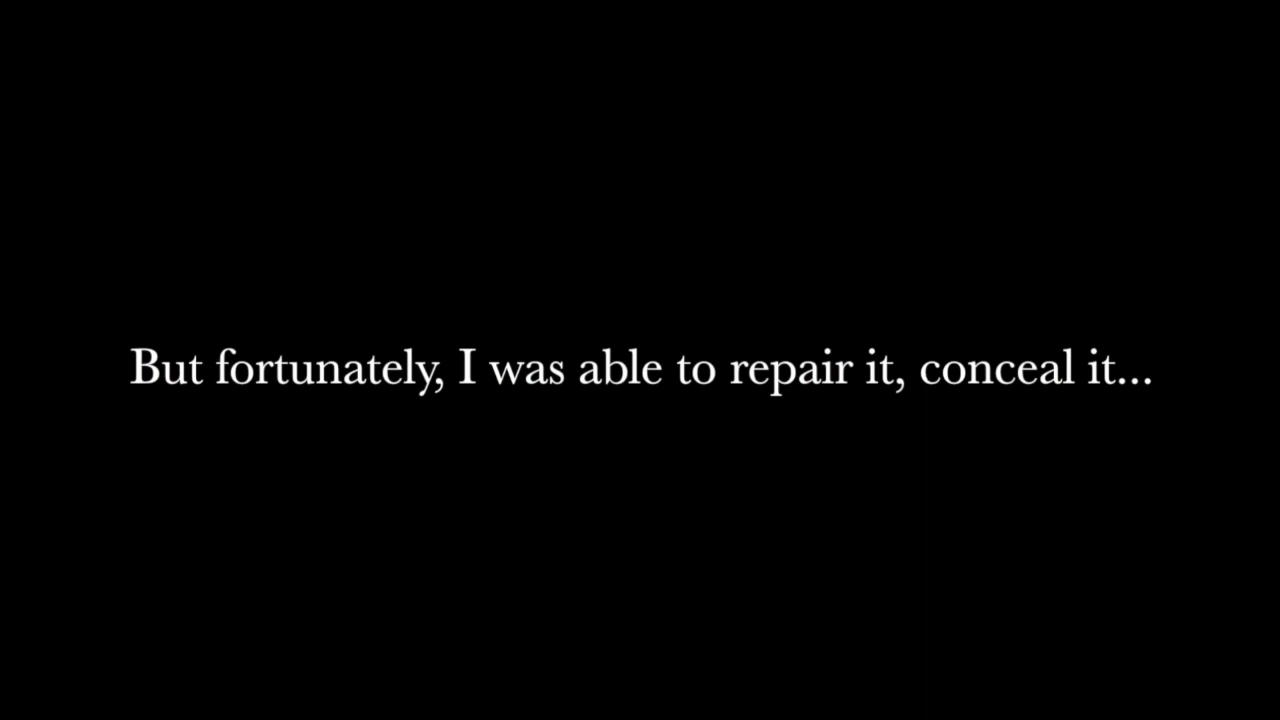 But fortunately, I was able to repair it, conceal it...